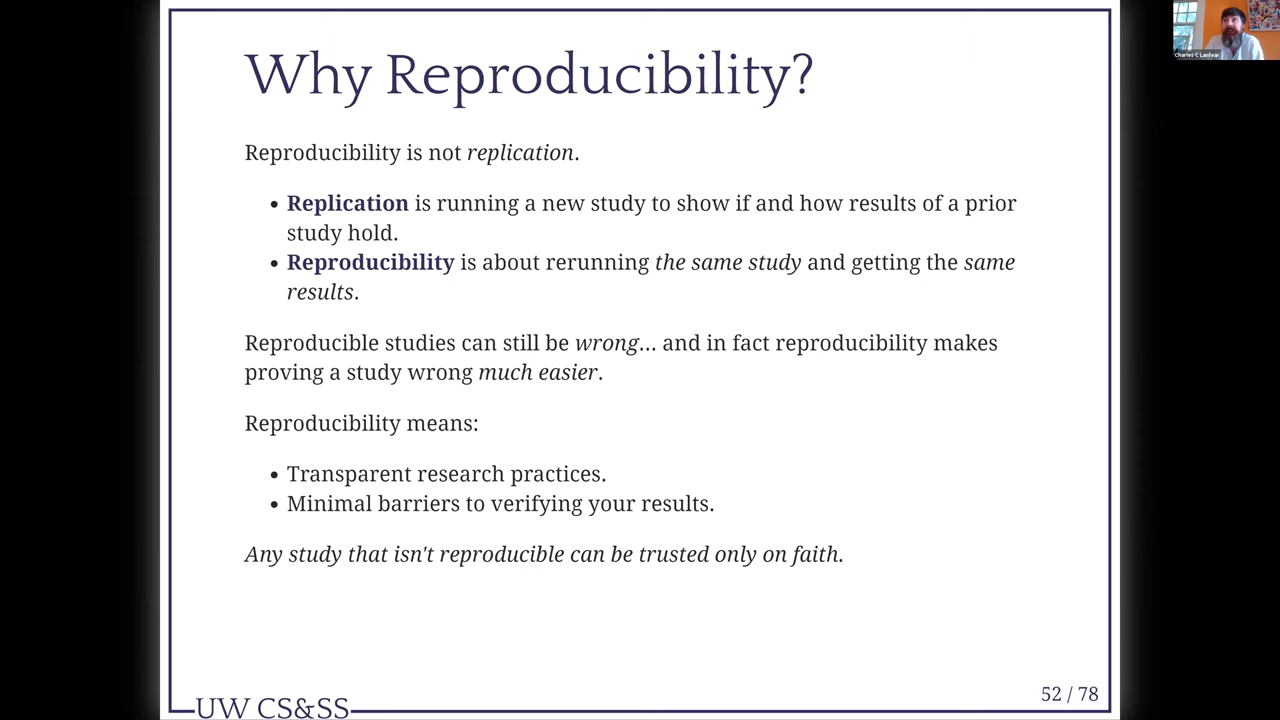 Why Reproducibility?
Reproducibility is not replication.
• Replication is running a new study to show if and how results of a prior
study hold.
• Reproducibility is about rerunning the same study and getting the same
results.
Reproducible studies can still be wrong... and in fact reproducibility makes
proving a study wrong much easier.
Reproducibility means:
• Transparent research practices.
• Minimal barriers to verifying your results.
Any study that isn't reproducible can be trusted only on faith.
52 / 78
UW CS&SS
Charles C Lanfear